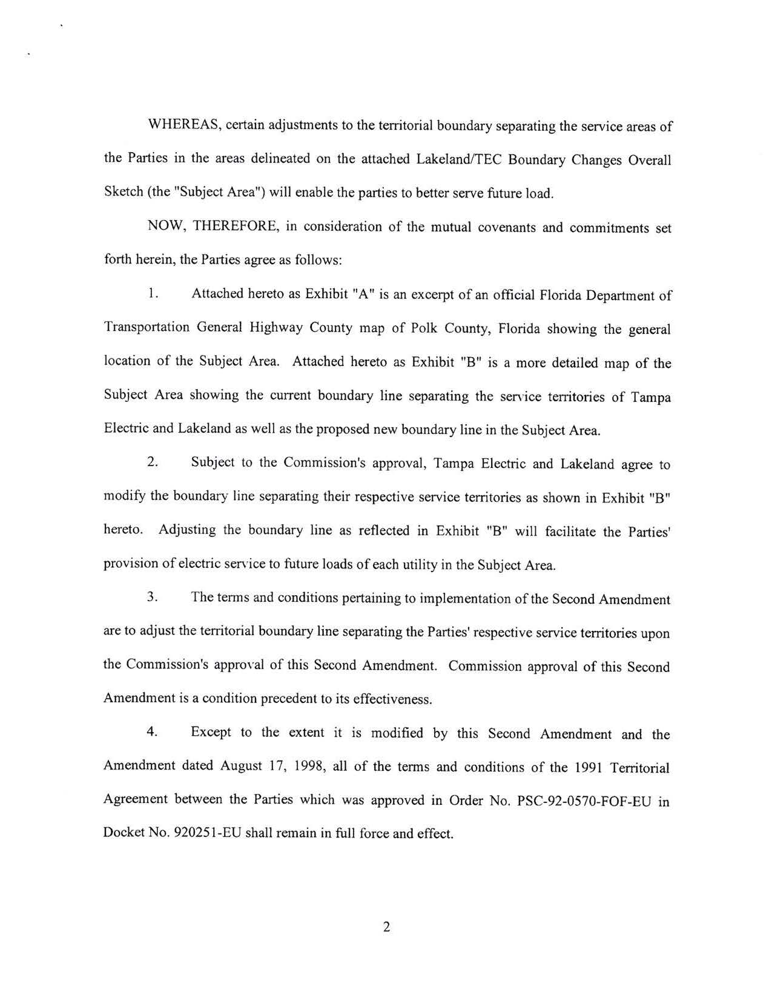 WHEREAS, certain adjustments to the territorial boundary separating the service areas of
the Parties in the areas delineated on the attached Lakeland/TEC Boundary Changes Overall
Sketch (the "Subject Area") will enable the parties to better serve future load.
NOW, THEREFORE, in consideration of the mutual covenants and commitments set
forth herein, the Parties agree as follows:
1. Attached hereto as Exhibit "A" is an excerpt of an official Florida Department of
Transportation General Highway County map of Polk County, Florida showing the general
location of the Subject Area. Attached hereto as Exhibit "B" is a more detailed map of the
Subject Area showing the current boundary line separating the service territories of Tampa
Electric and Lakeland as well as the proposed new boundary line in the Subject Area.
2. Subject to the Commission's approval, Tampa Electric and Lakeland agree to
modify the boundary line separating their respective service territories as shown in Exhibit "B"
hereto. Adjusting the boundary line as reflected in Exhibit "B" will facilitate the Parties'
provision of electric service to future loads of each utility in the Subject Area.
3. The terms and conditions pertaining to implementation of the Second Amendment
are to adjust the territorial boundary line separating the Parties' respective service territories upon
the Commission's approval of this Second Amendment. Commission approval of this Second
Amendment is a condition precedent to its effectiveness.
4. Except to the extent it is modified by this Second Amendment and the
Amendment dated August 17, 1998, all of the terms and conditions of the 1991 Territorial
Agreement between the Parties which was approved in Order No. PSC-92-0570-FOF-EU in
Docket No. 920251-EU shall remain in full force and effect.
2